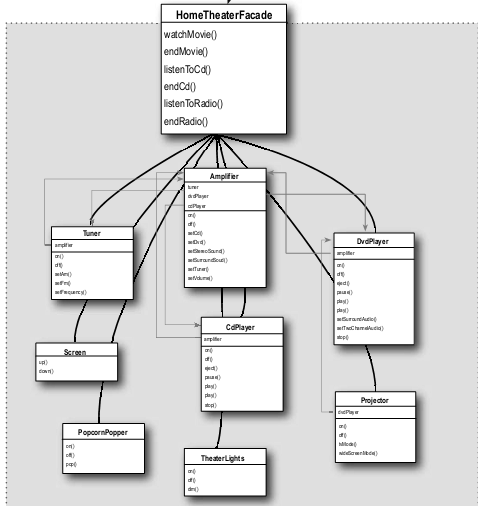 HomeTheaterFacade
watchMovie()
endMovie()
listenToCd()
endCd()
listenToRadio()
endRadio()
Amplifier
tuner
dvdPlayer
cdPlayer
on()
off()
setCd()
setDvd()
setStereoSound()
setSurroundSoud()
setTuner()
setVolume()
Tuner
amplifier
on()
off()
setAm()
setFm()
setFrequency()
DvdPlayer
amplifier
on()
off()
eject()
pause()
play()
play()
setSurroundAudio()
setTwoChannelAudio()
stop()
Screen
up()
down()
CdPlayer
amplifier
on()
off()
eject()
pause()
play()
play()
stop()
Projector
dvdPlayer
on()
off()
tvMode()
wideScreenMode()
PopcornPopper
on()
off()
pop()
TheaterLights
on()
off()
dim()